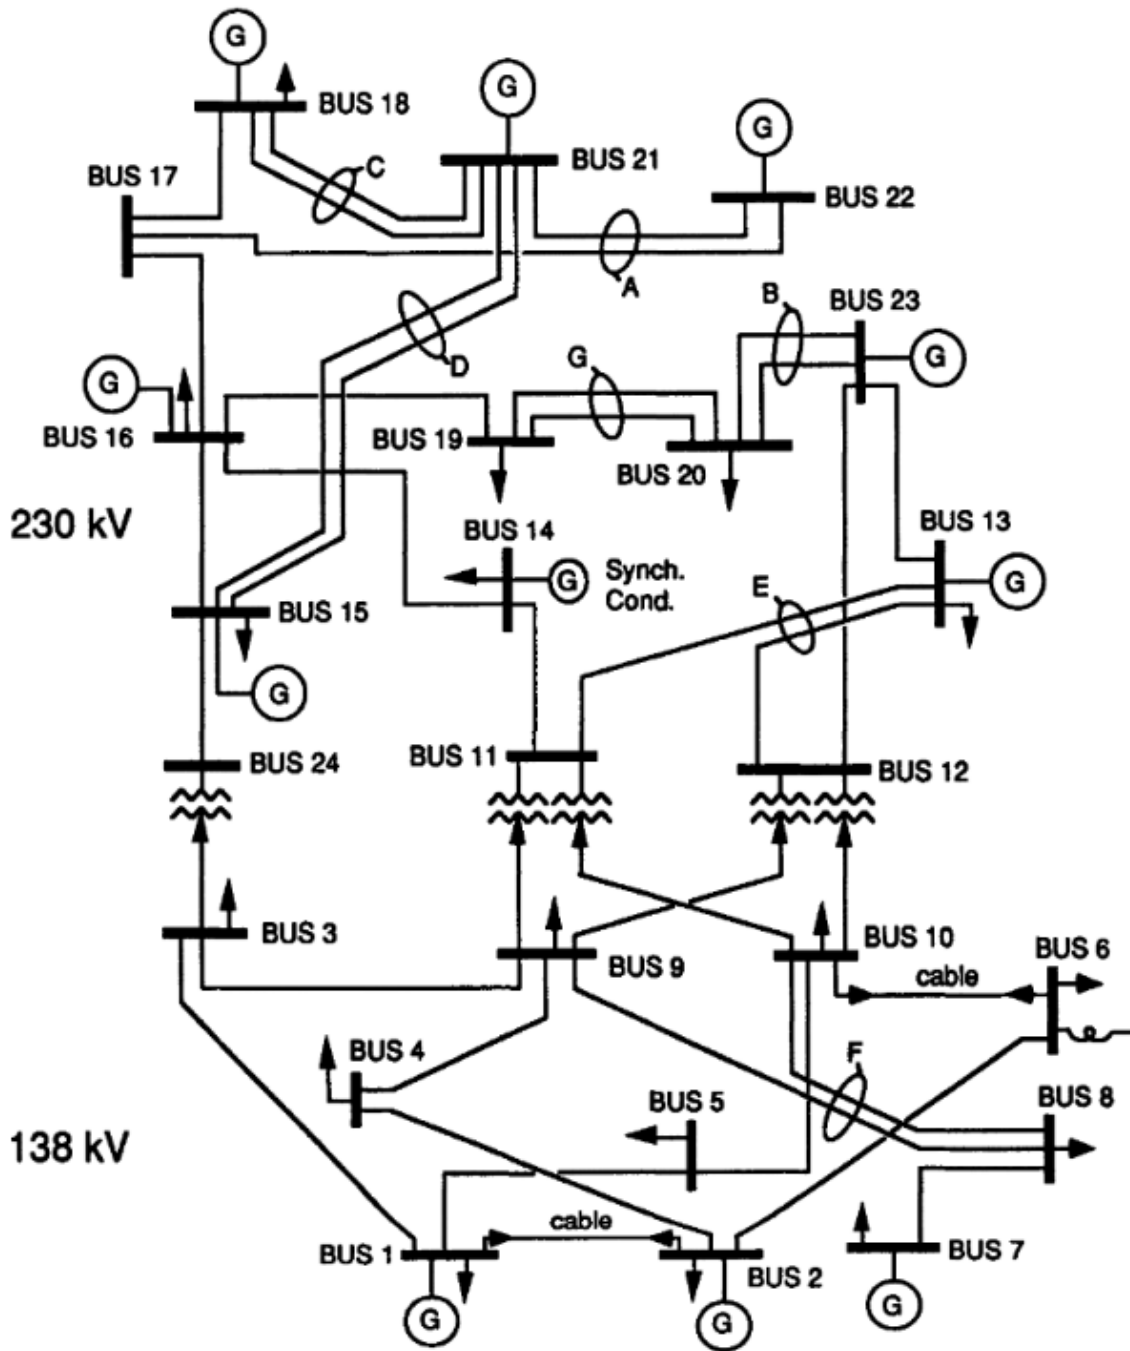 G
BUS 18
G
BUS 21
G
BUS 17
C
BUS 22
A
B
BUS 23
D
G
G
G
BUS 16
BUS 19
BUS 20
230 kV
BUS 14
BUS 13
G
Synch.
Cond.
E
G
BUS 15
G
BUS 24
BUS 11
BUS 12
BUS 3
BUS 9
BUS 10
BUS 6
cable
BUS 4
F
BUS 5
BUS 8
138 kV
cable
BUS 1
BUS 2
BUS 7
G
G
G